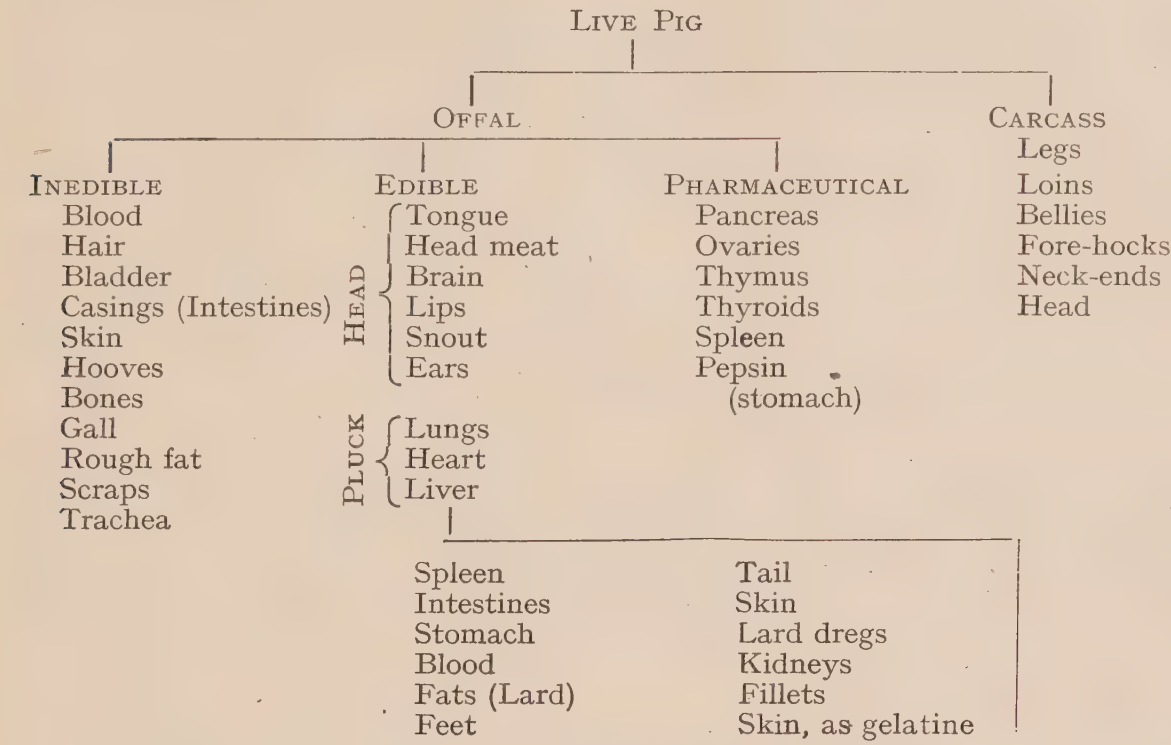 LIVE PIG
OFFAL
CARCASS
Legs
Loins
Bellies
Fore-hocks
Neck-ends
Head
INEDIBLE
Blood
Hair
Bladder
Casings (Intestines)
Skin
Hooves
Bones
Gall
Rough fat
Scraps
Trachea
EDIBLE
HEAD
Tongue
Head meat
Brain
Lips
Snout
Ears
PLUCK
Lungs
Heart
Liver
PHARMACEUTICAL
Pancreas
Ovaries
Thymus
Thyroids
Spleen
Pepsin
(stomach)
Spleen
Intestines
Stomach
Blood
Fats (Lard)
Feet
Tail
Skin
Lard dregs
Kidneys
Fillets
Skin, as gelatine